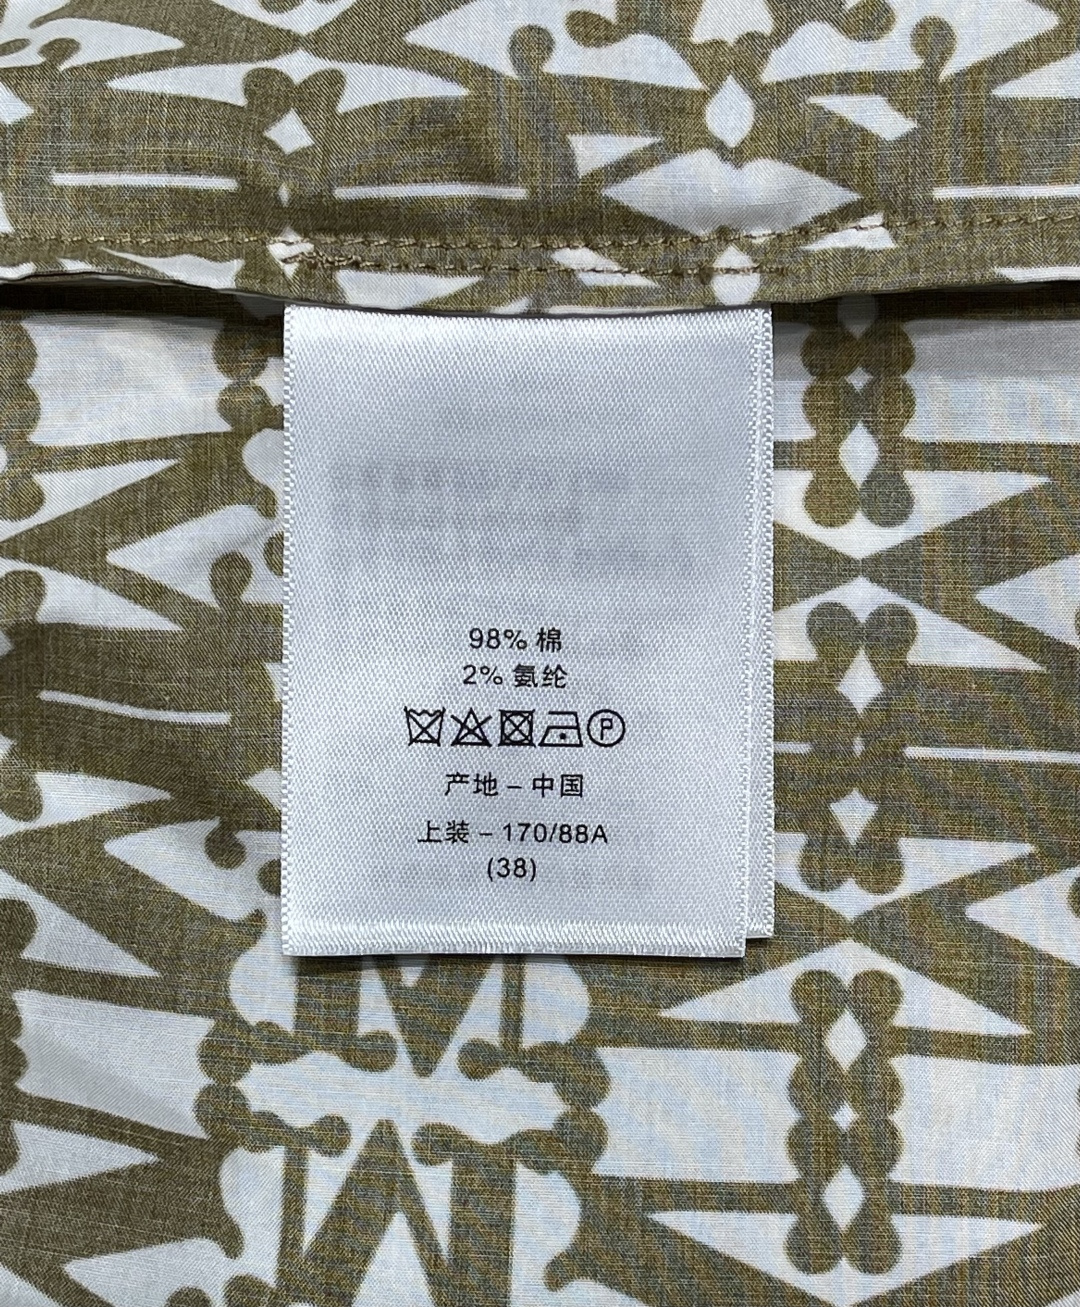 98% 棉
2% 氨纶
P
产地 – 中国
上装 – 170/88A
(38)